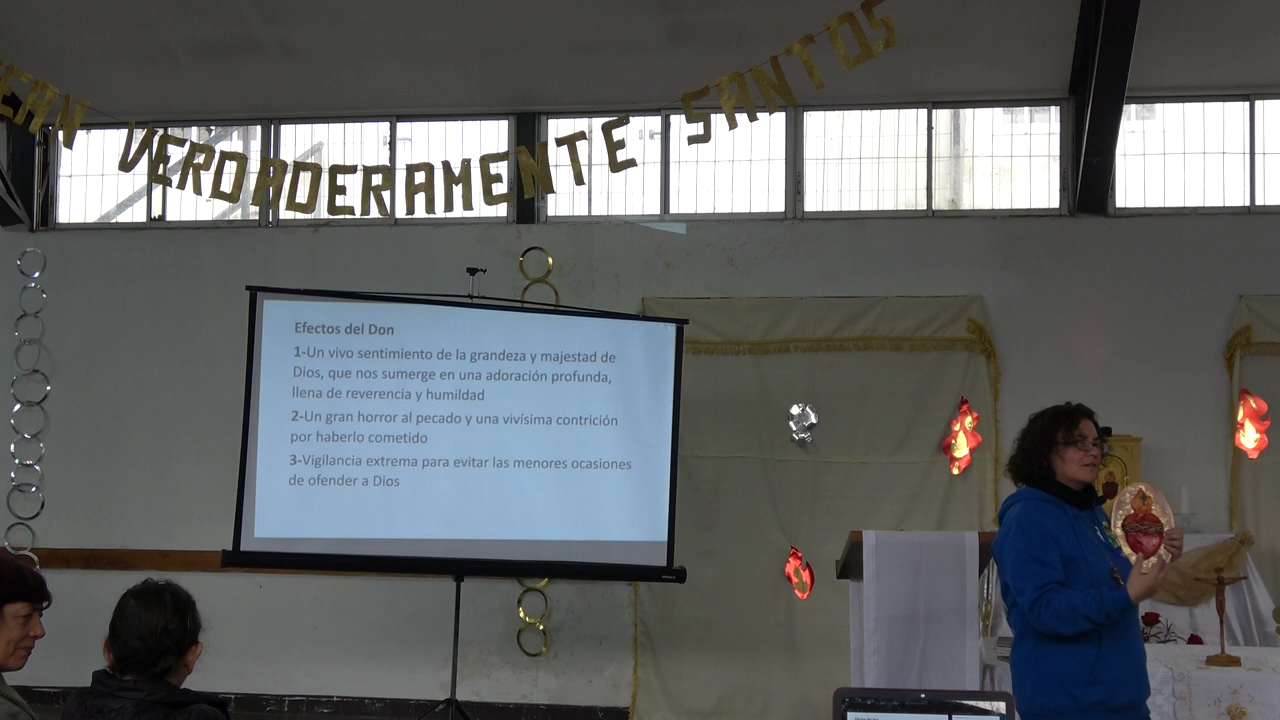 EAN VERDADERAMENTE SANTOS
Efectos del Don
1-Un vivo sentimiento de la grandeza y majestad de
Dios, que nos sumerge en una adoración profunda,
llena de reverencia y humildad
2-Un gran horror al pecado y una vivísima contrición
por haberlo cometido
3-Vigilancia extrema para evitar las menores ocasiones
de ofender a Dios